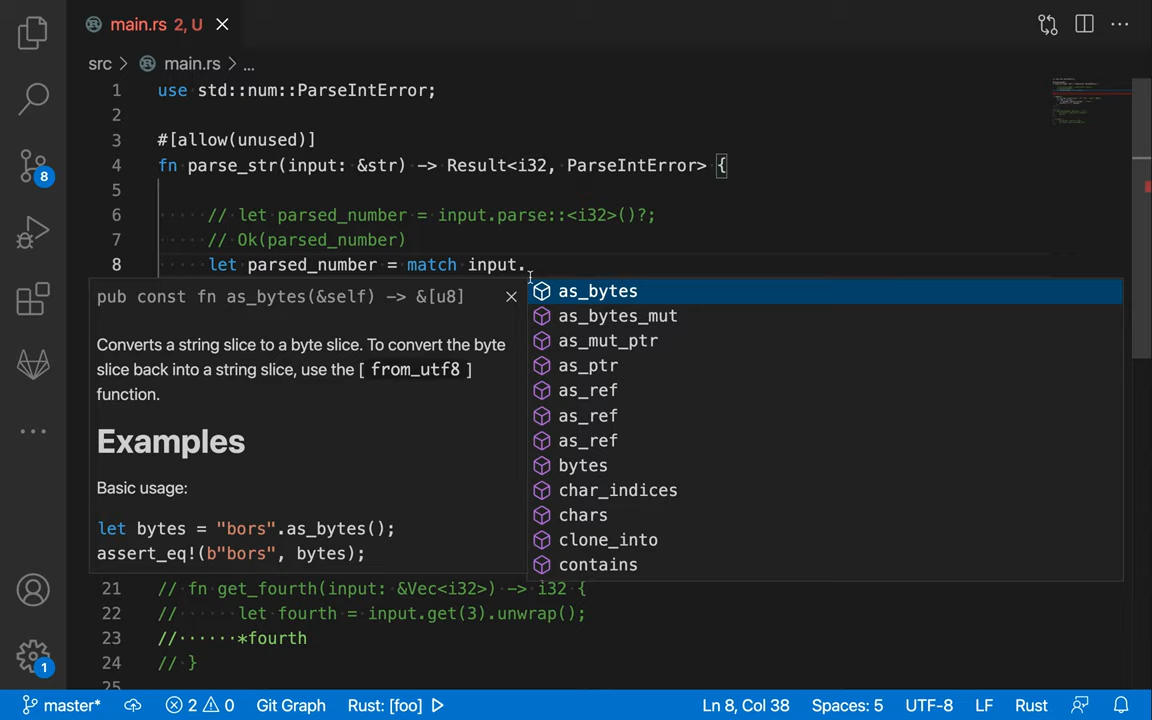 main.rs 2, U
src > main.rs > ...
1 use std::num::ParseIntError;
2
3 #[allow(unused)]
4 fn parse_str(input: &str) -> Result<i32, ParseIntError> {
5
6 // let parsed_number = input.parse::<i32>()?;
7 // Ok(parsed_number)
8 let parsed_number = match input.
pub const fn as_bytes(&self) -> &[u8]
Converts a string slice to a byte slice. To convert the byte
slice back into a string slice, use the [ from_utf8 ]
function.
Examples
Basic usage:
let bytes = "bors".as_bytes();
assert_eq!(b"bors", bytes);
as_bytes
as_bytes_mut
as_mut_ptr
as_ptr
as_ref
as_ref
as_ref
bytes
char_indices
chars
clone_into
contains
21 // fn get_fourth(input: &Vec<i32>) -> i32 {
22 // let fourth = input.get(3).unwrap();
23 //······*fourth
24 // }
25
8
1
master* 2 0 Git Graph Rust: [foo] Ln 8, Col 38 Spaces: 5 UTF-8 LF Rust